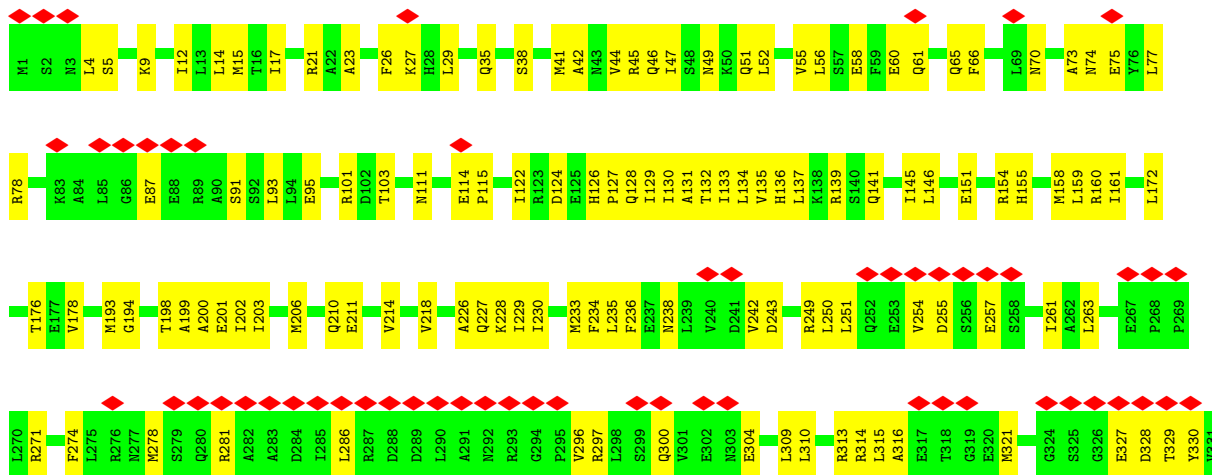 M1 S2 N3 L4 S5 K9 I12 L13 L14 M15 T16 I17 R21 A22 A23 F26 K27 H28 L29 Q35 S38 M41 A42 N43 V44 R45 Q46 I47 S48 N49 K50 Q51 L52 V55 L56 S57 E58 F59 E60 Q61 Q65 F66 L69 N70 A73 N74 E75 Y76 L77
R78 K83 A84 L85 G86 E87 E88 R89 A90 S91 S92 L93 L94 E95 R101 D102 T103 N111 E114 P115 I122 R123 D124 E125 H126 P127 Q128 I129 I130 A131 T132 I133 L134 V135 H136 L137 K138 R139 S140 Q141 I145 L146 E151 R154 H155 M158 L159 R160 I161 L172
T176 E177 V178 M193 G194 T198 A199 A200 E201 I202 I203 M206 Q210 E211 V214 V218 A226 Q227 K228 I229 I230 M233 F234 L235 F236 E237 N238 L239 V240 D241 V242 D243 R249 L250 L251 Q252 E253 V254 D255 S256 E257 S258 I261 A262 L263 E267 P268 P269
L270 R271 F274 L275 R276 N277 M278 S279 Q280 R281 A282 A283 D284 I285 L286 R287 D288 L289 L290 A291 N292 R293 G294 P295 V296 R297 L298 S299 Q300 V301 E302 N303 E304 L309 L310 R313 R314 L315 A316 E317 T318 G319 E320 M321 G324 S325 G326 E327 D328 T329 Y330 V331